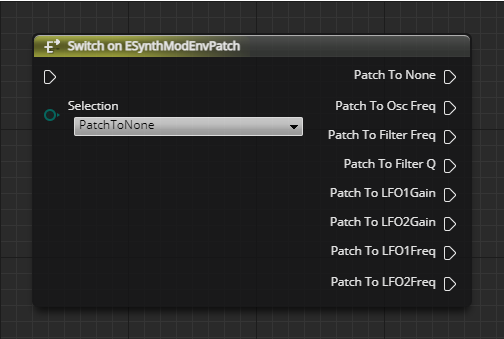 Switch on ESynthModEnvPatch
Patch To None
Selection
PatchToNone
Patch To Osc Freq
Patch To Filter Freq
Patch To Filter Q
Patch To LFO1Gain
Patch To LFO2Gain
Patch To LFO1Freq
Patch To LFO2Freq